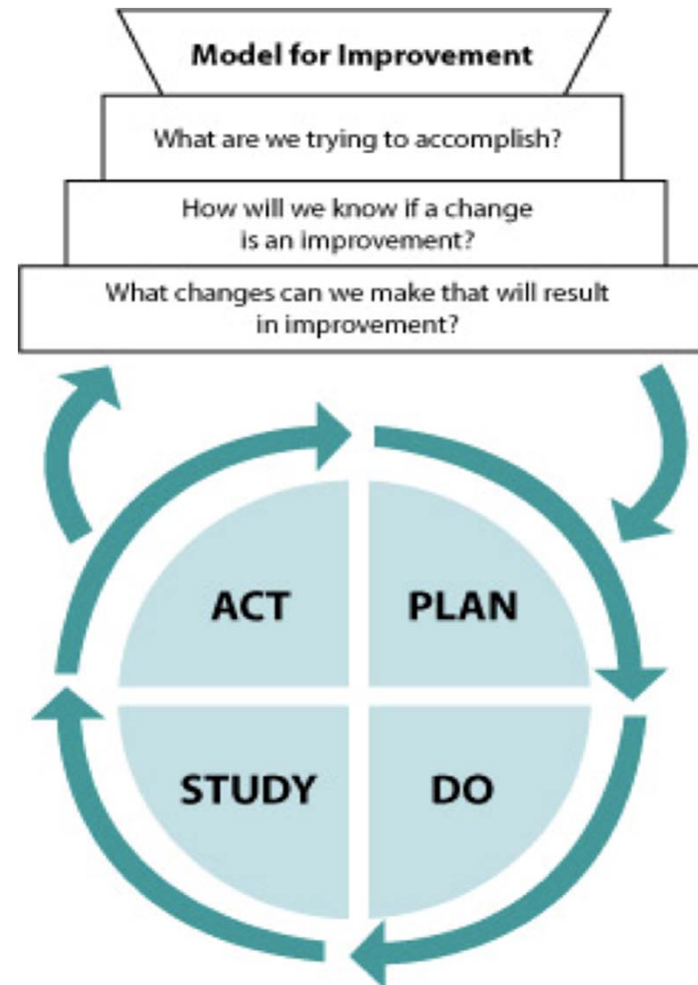 Model for Improvement
What are we trying to accomplish?
How will we know if a change
is an improvement?
What changes can we make that will result
in improvement?
ACT
PLAN
STUDY
DO